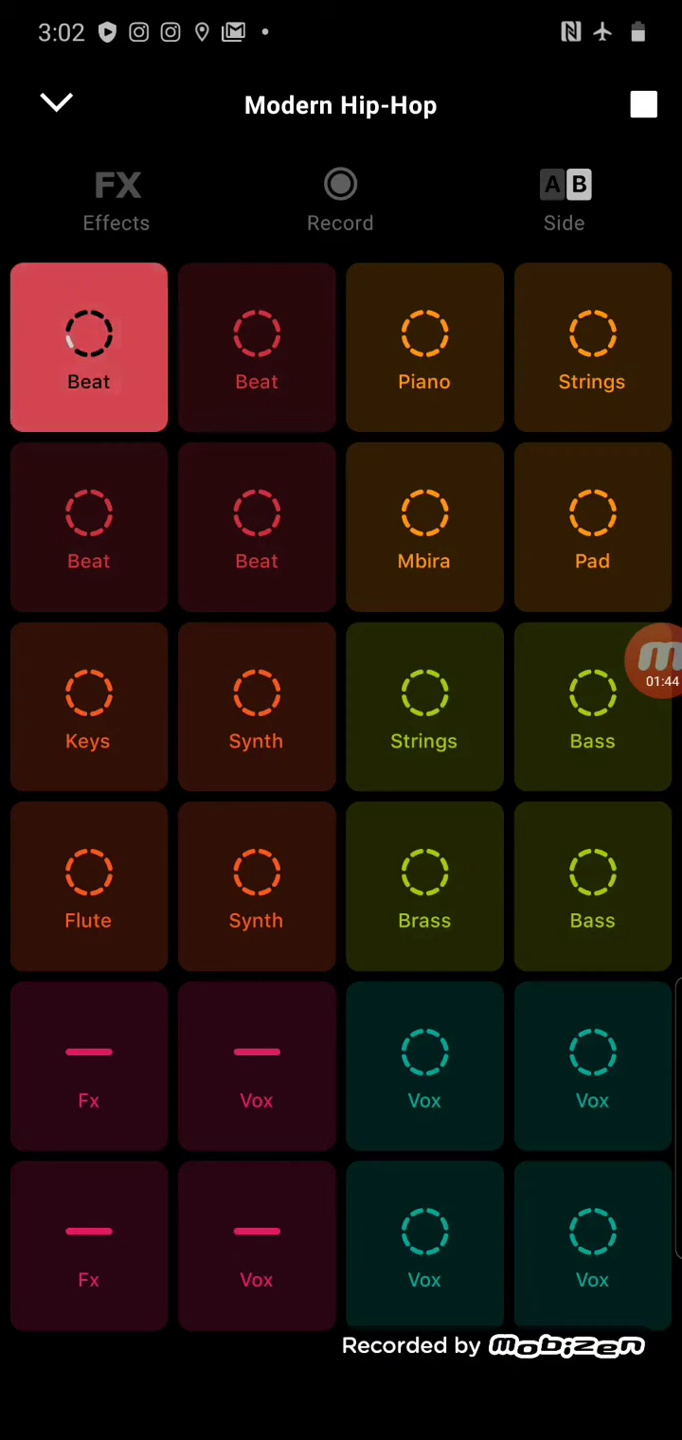 3:02
Modern Hip-Hop
FX A B
Effects Record Side
Beat Beat Piano Strings
Beat Beat Mbira Pad
Keys Synth Strings Bass
m
01:44
Flute Synth Brass Bass
Fx Vox Vox Vox
Fx Vox Vox Vox
Recorded by mobizen